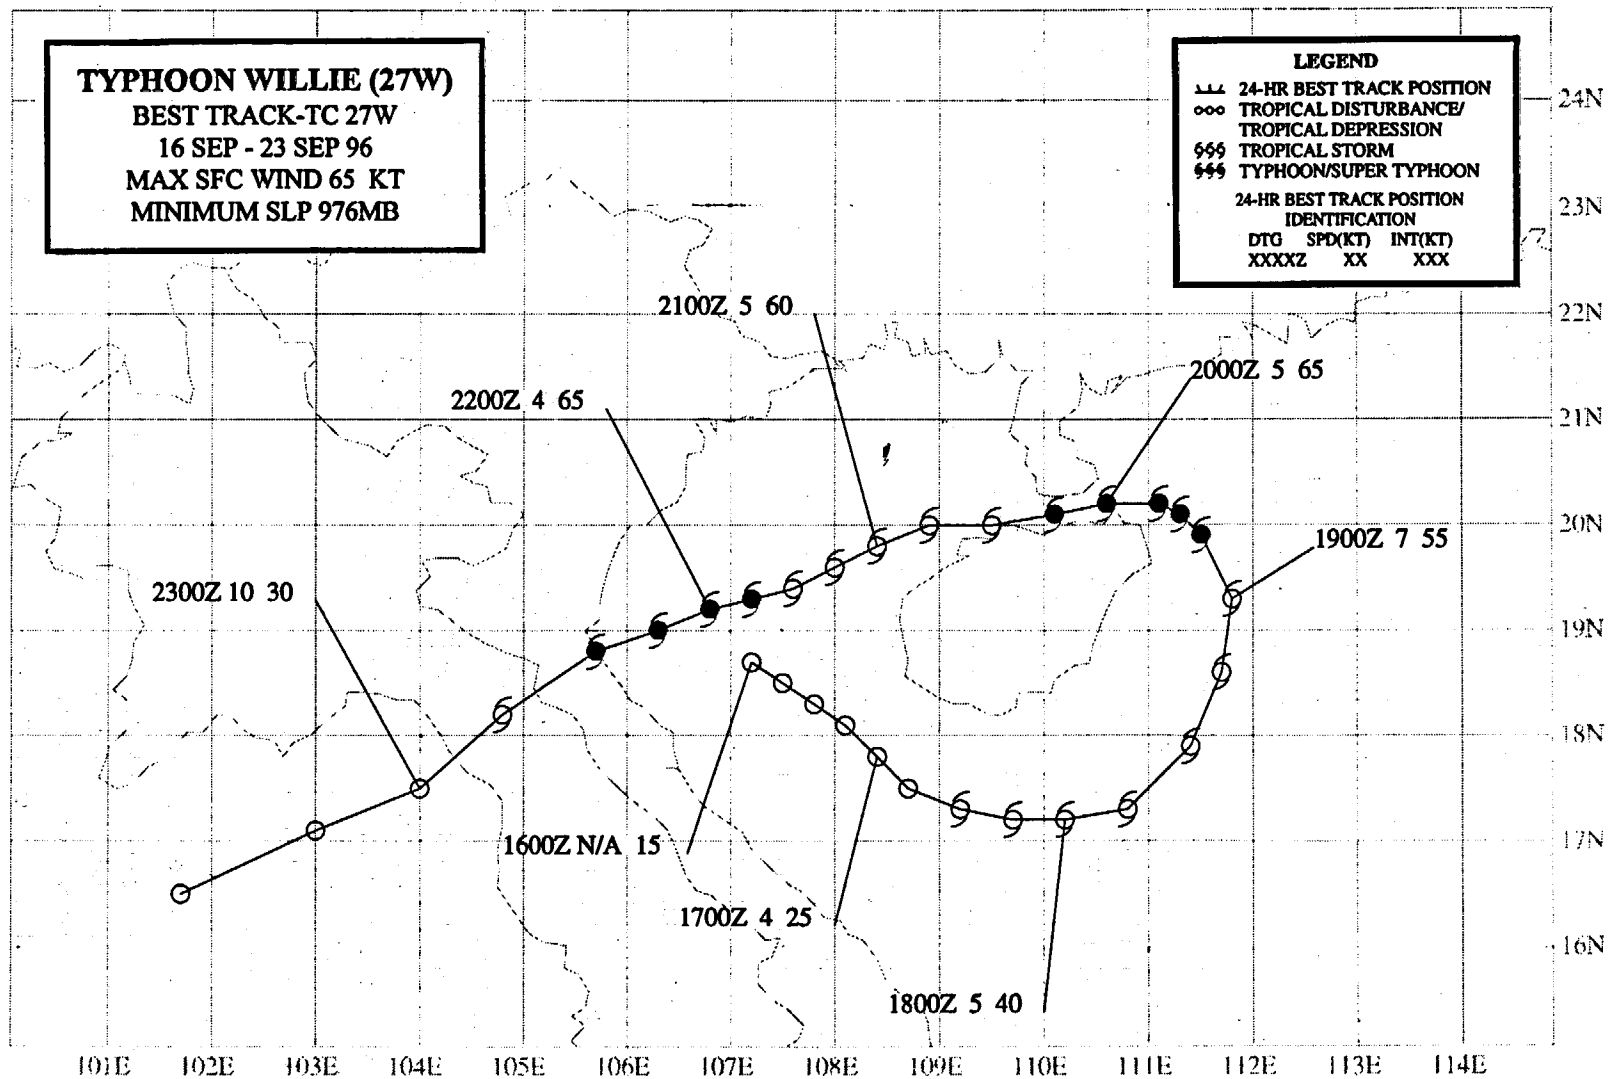 TYPHOON WILLIE (27W)
BEST TRACK-TC 27W
16 SEP - 23 SEP 96
MAX SFC WIND 65 KT
MINIMUM SLP 976MB
LEGEND
24-HR BEST TRACK POSITION
TROPICAL DISTURBANCE/
TROPICAL DEPRESSION
TROPICAL STORM
TYPHOON/SUPER TYPHOON
24-HR BEST TRACK POSITION
IDENTIFICATION
DTG SPD(KT) INT(KT)
XXXXZ XX XXX
24N
23N
22N
21N
20N
19N
18N
17N
16N
2100Z 5 60
2000Z 5 65
2200Z 4 65
1900Z 7 55
2300Z 10 30
1600Z N/A 15
1700Z 4 25
1800Z 5 40
101E 102E 103E 104E 105E 106E 107E 108E 109E 110E 111E 112E 113E 114E